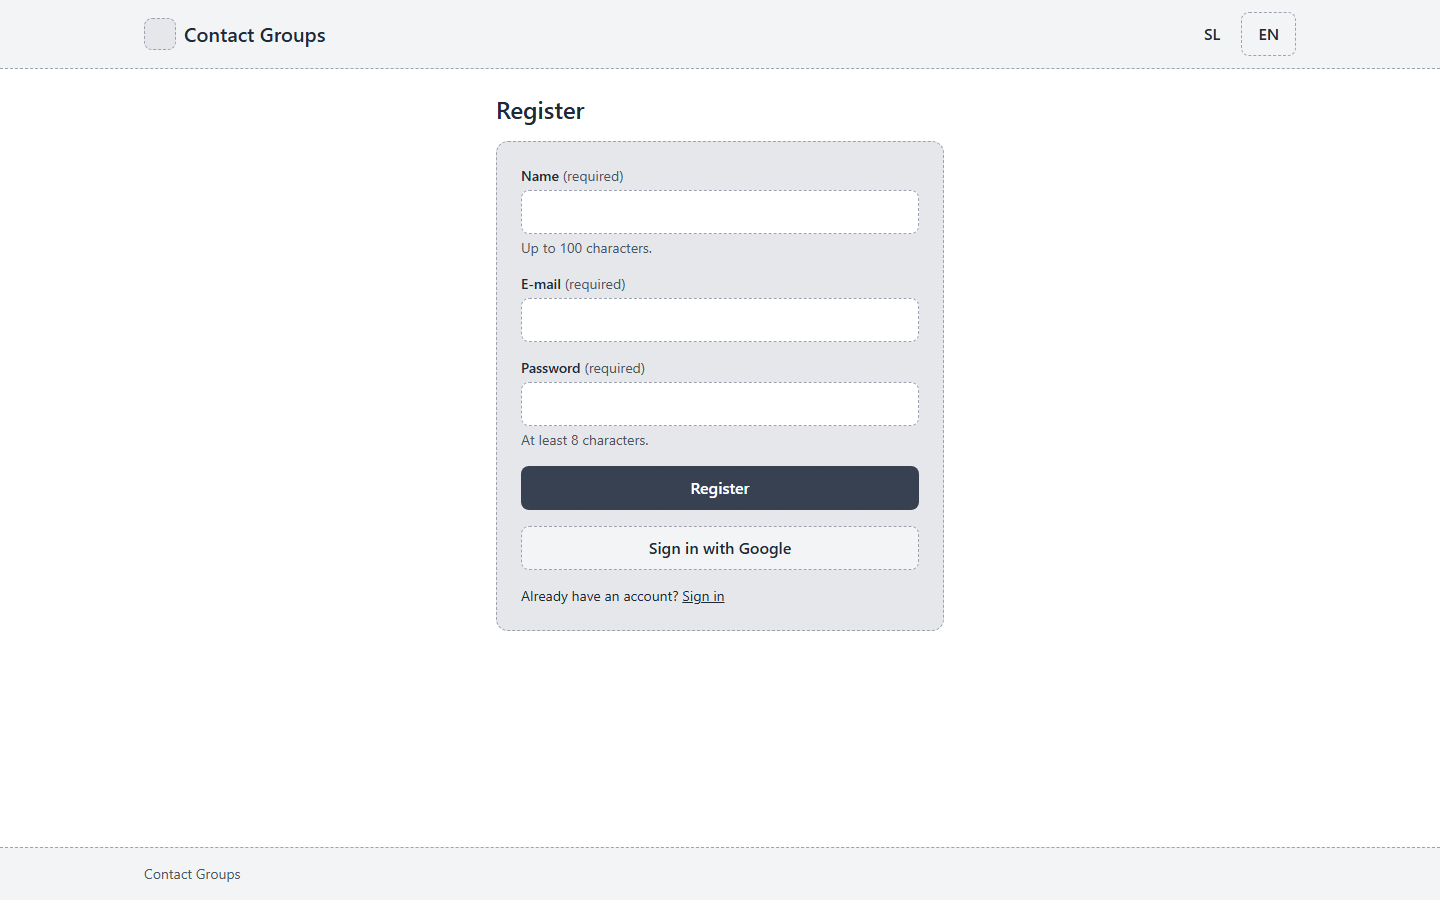 Contact Groups
SL
EN
Register
Name (required)
Up to 100 characters.
E-mail (required)
Password (required)
At least 8 characters.
Register
Sign in with Google
Already have an account? Sign in
Contact Groups